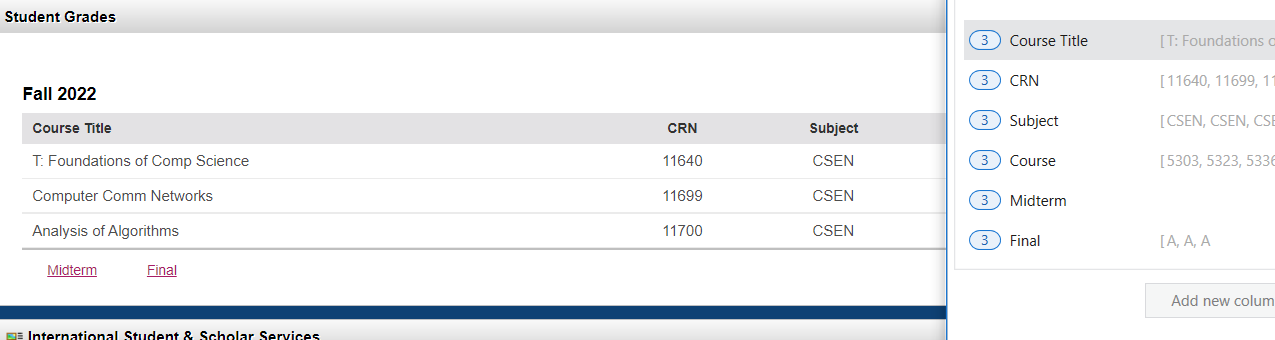 Student Grades
Fall 2022
Course Title CRN Subject
T: Foundations of Comp Science 11640 CSEN
Computer Comm Networks 11699 CSEN
Analysis of Algorithms 11700 CSEN
Midterm Final
International Student & Scholar Services
3 Course Title [ T: Foundations o
3 CRN [ 11640, 11699, 11
3 Subject [ CSEN, CSEN, CSE
3 Course [ 5303, 5323, 5336
3 Midterm
3 Final [ A, A, A
Add new colum